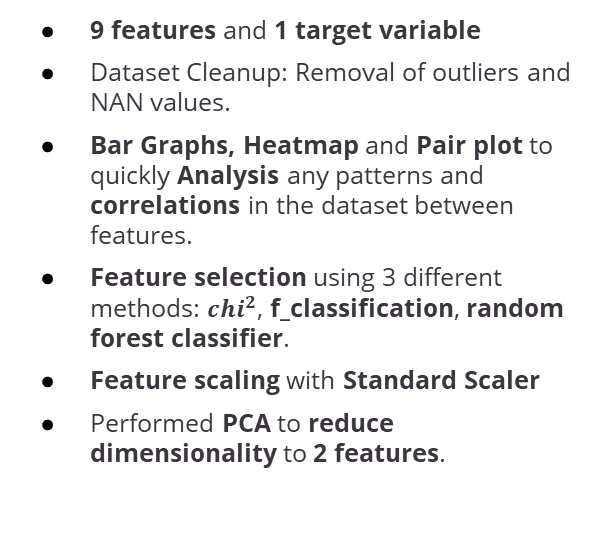 ● 9 features and 1 target variable
● Dataset Cleanup: Removal of outliers and
NAN values.
● Bar Graphs, Heatmap and Pair plot to
quickly Analysis any patterns and
correlations in the dataset between
features.
● Feature selection using 3 different
methods: chi², f_classification, random
forest classifier.
● Feature scaling with Standard Scaler
● Performed PCA to reduce
dimensionality to 2 features.